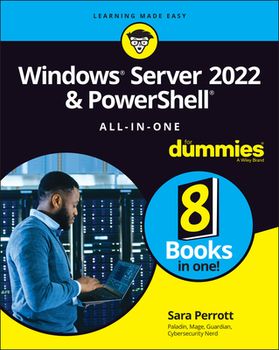 LEARNING MADE EASY
Windows® Server 2022
& PowerShell®
ALL-IN-ONE
for
dummies®
A Wiley Brand
8
Books
in one!
Sara Perrott
Paladin, Mage, Guardian,
Cybersecurity Nerd